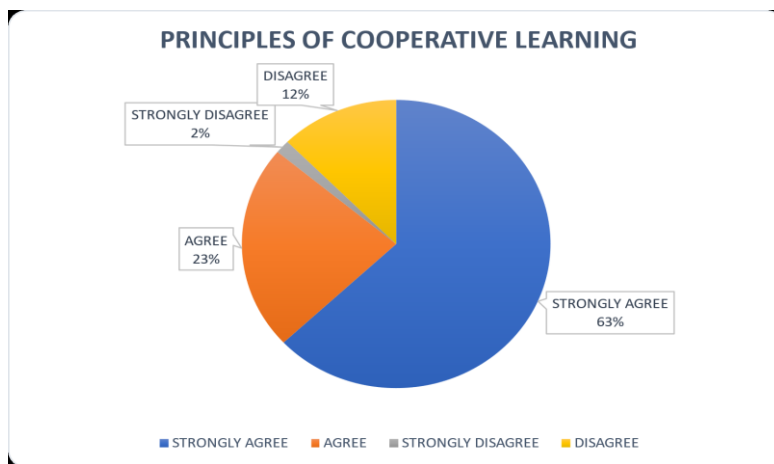 PRINCIPLES OF COOPERATIVE LEARNING
DISAGREE
12%
STRONGLY DISAGREE
2%
AGREE
23%
STRONGLY AGREE
63%
STRONGLY AGREE AGREE STRONGLY DISAGREE DISAGREE